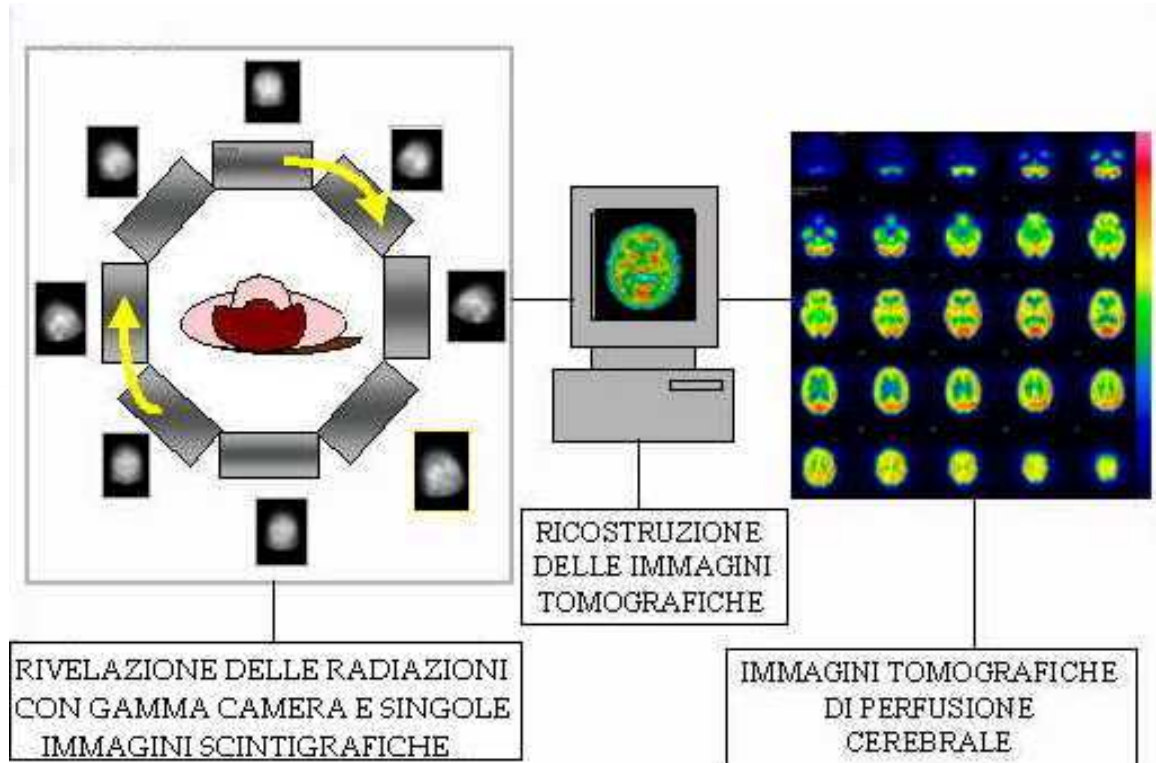 RIVELAZIONE DELLE RADIAZIONI
CON GAMMA CAMERA E SINGOLE
IMMAGINI SCINTIGRAFICHE
RICOSTRUZIONE
DELLE IMMAGINI
TOMOGRAFICHE
IMMAGINI TOMOGRAFICHE
DI PERFUSIONE
CEREBRALE